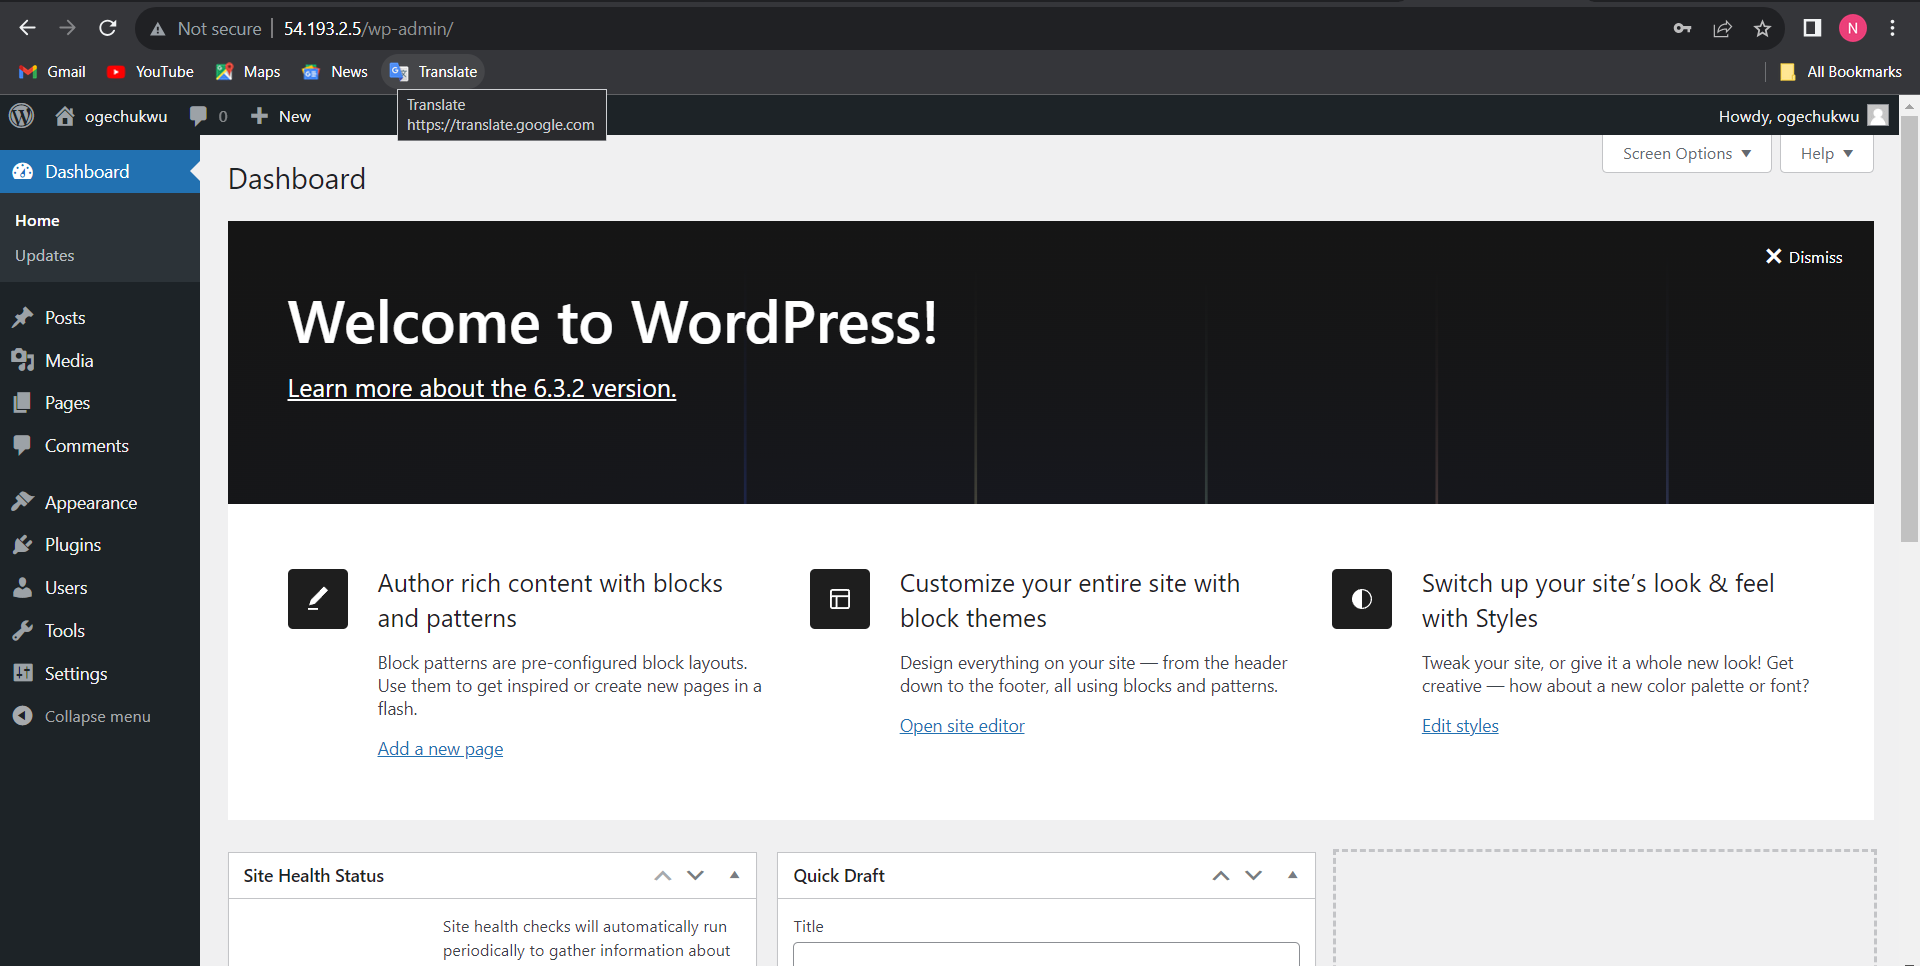 Not secure 54.193.2.5/wp-admin/
N
Gmail YouTube Maps News Translate All Bookmarks
Translate
https://translate.google.com
ogechukwu 0 New Howdy, ogechukwu
Screen Options Help
Dashboard
Home
Updates
Posts
Media
Pages
Comments
Appearance
Plugins
Users
Tools
Settings
Collapse menu
Dashboard
Dismiss
Welcome to WordPress!
Learn more about the 6.3.2 version.
Author rich content with blocks
and patterns
Block patterns are pre-configured block layouts.
Use them to get inspired or create new pages in a
flash.
Add a new page
Customize your entire site with
block themes
Design everything on your site — from the header
down to the footer, all using blocks and patterns.
Open site editor
Switch up your site’s look & feel
with Styles
Tweak your site, or give it a whole new look! Get
creative — how about a new color palette or font?
Edit styles
Site Health Status
Site health checks will automatically run
periodically to gather information about
Quick Draft
Title